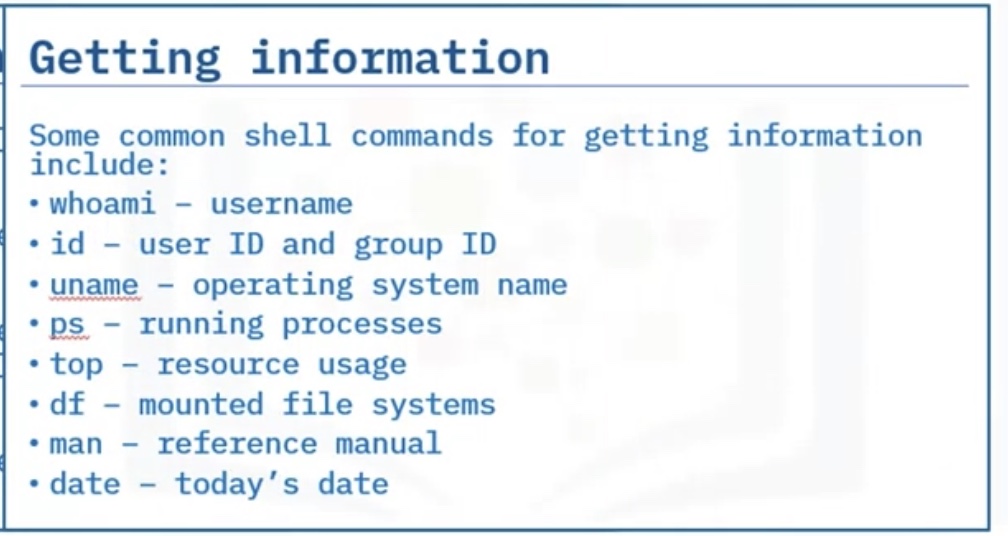 Getting information
Some common shell commands for getting information
include:
• whoami – username
• id – user ID and group ID
• uname – operating system name
• ps – running processes
• top – resource usage
• df – mounted file systems
• man – reference manual
• date – today’s date